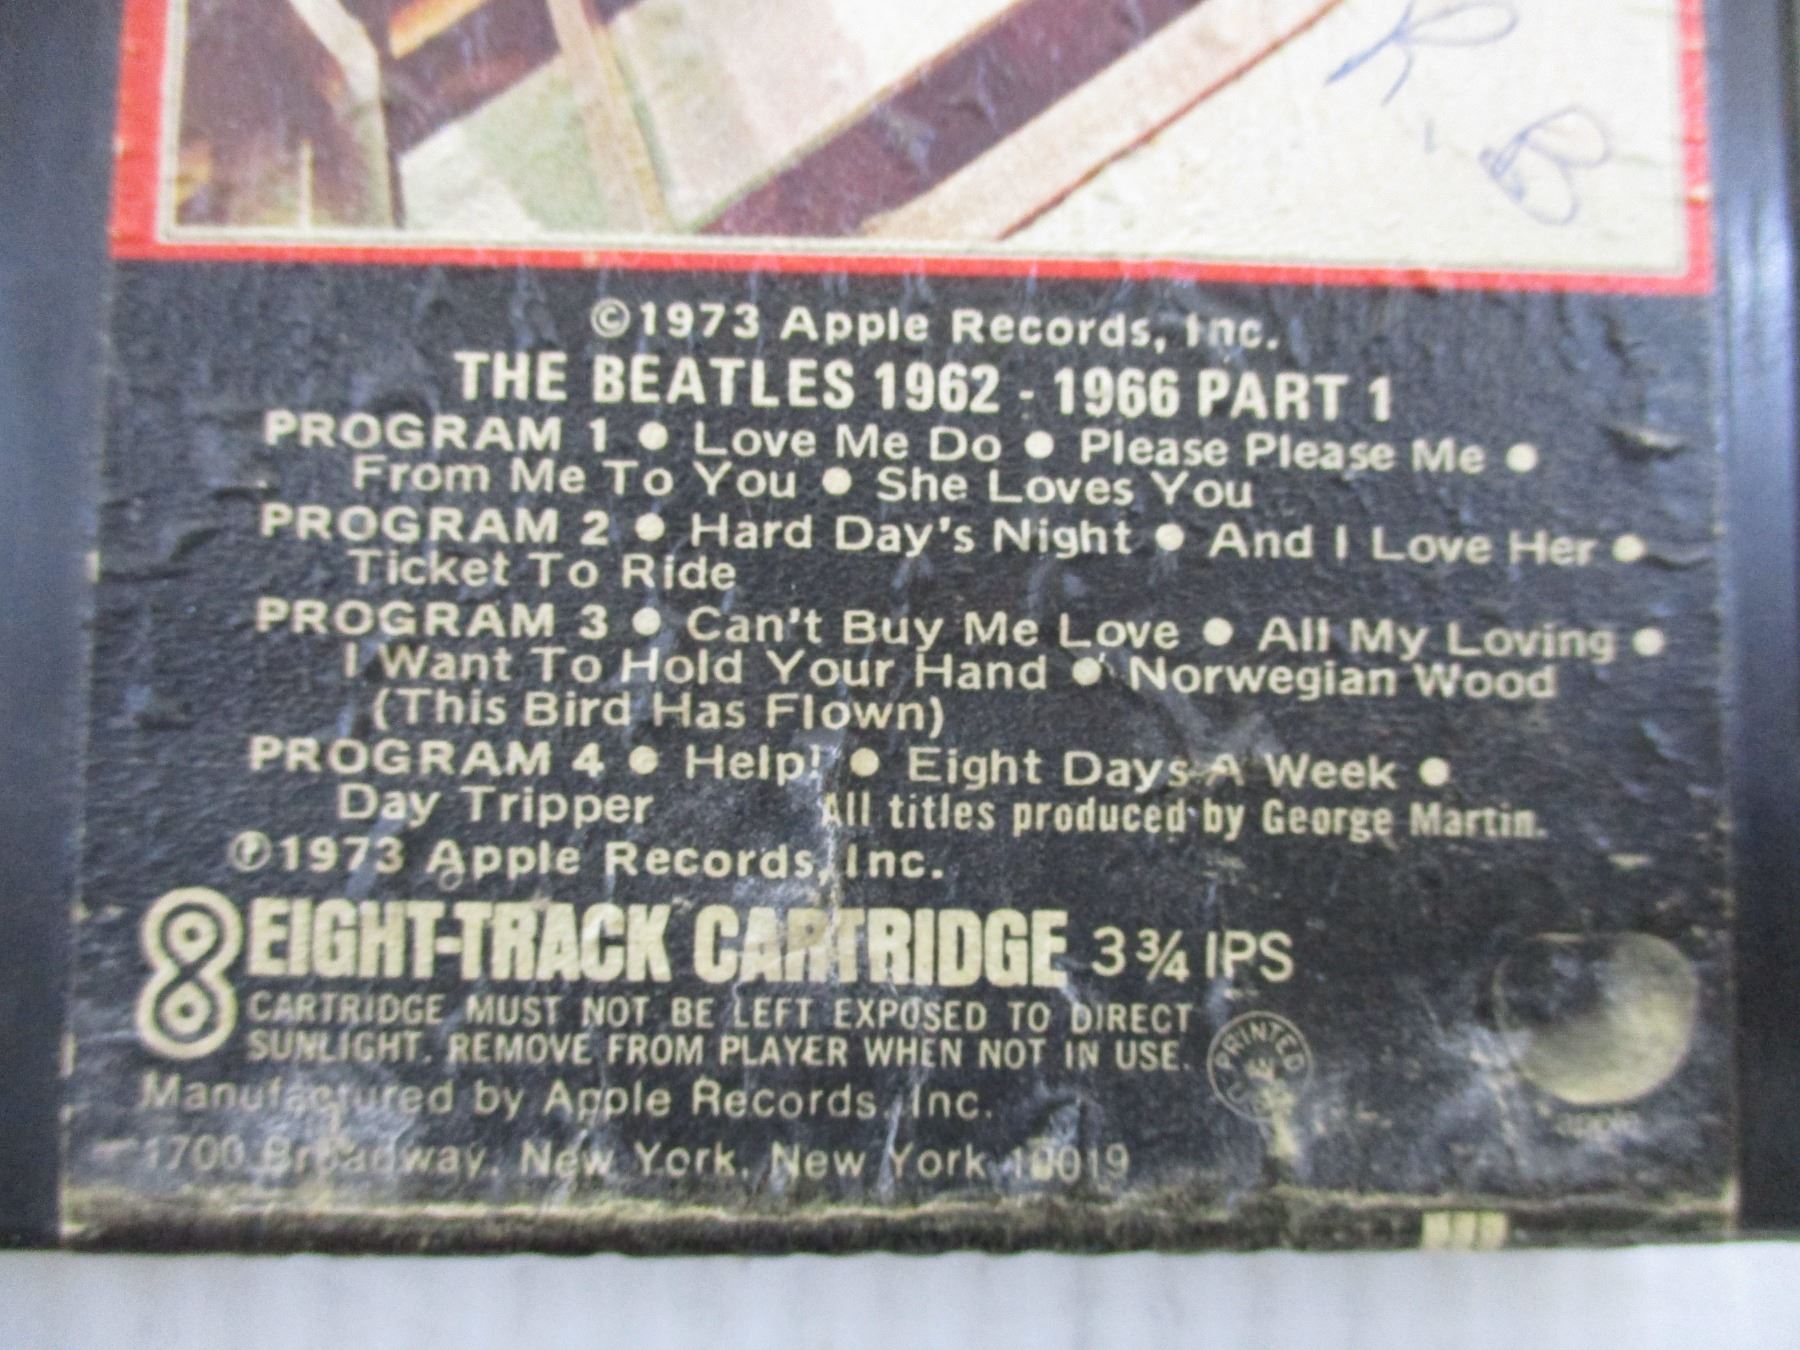 R
B
©1973 Apple Records, Inc.
THE BEATLES 1962 - 1966 PART 1
PROGRAM 1 ● Love Me Do ● Please Please Me ●
From Me To You ● She Loves You
PROGRAM 2 ● Hard Day's Night ● And I Love Her ●
Ticket To Ride
PROGRAM 3 ● Can't Buy Me Love ● All My Loving ●
I Want To Hold Your Hand ● Norwegian Wood
(This Bird Has Flown)
PROGRAM 4 ● Help! ● Eight Days A Week ●
Day Tripper All titles produced by George Martin.
℗1973 Apple Records, Inc.
8 EIGHT-TRACK CARTRIDGE 3 ¾ IPS
CARTRIDGE MUST NOT BE LEFT EXPOSED TO DIRECT
SUNLIGHT. REMOVE FROM PLAYER WHEN NOT IN USE.
PRINTED IN
Manufactured by Apple Records, Inc.
1700 Broadway, New York, New York 10019